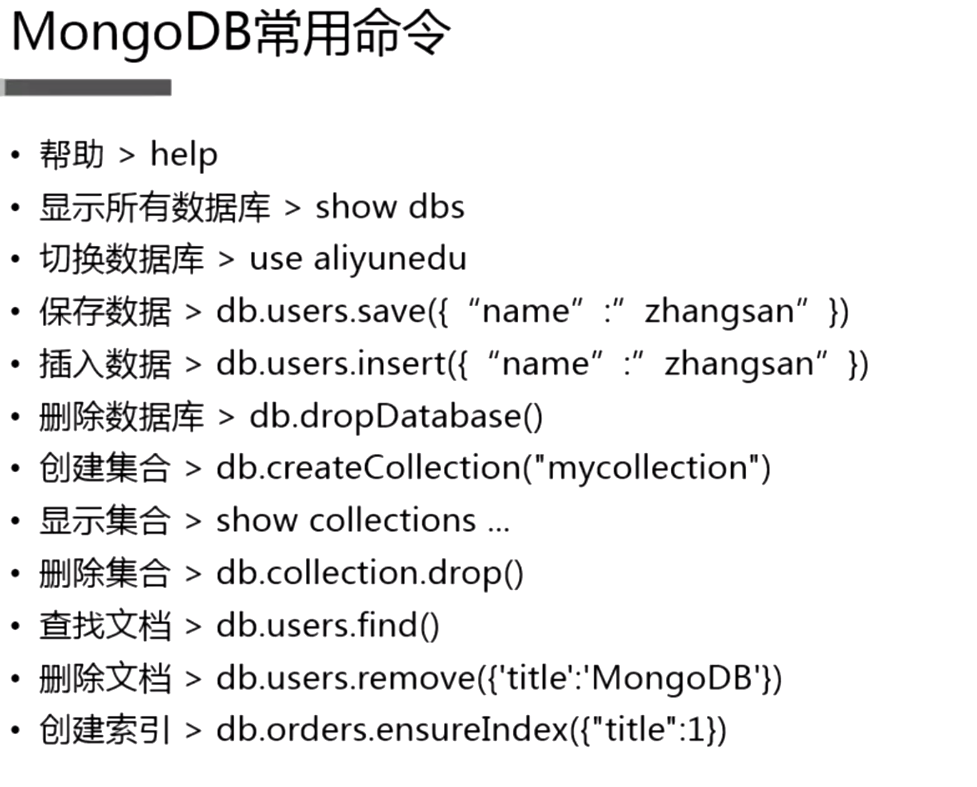 MongoDB常用命令
• 帮助 > help
• 显示所有数据库 > show dbs
• 切换数据库 > use aliyunedu
• 保存数据 > db.users.save({“name”:”zhangsan”})
• 插入数据 > db.users.insert({“name”:”zhangsan”})
• 删除数据库 > db.dropDatabase()
• 创建集合 > db.createCollection("mycollection")
• 显示集合 > show collections ...
• 删除集合 > db.collection.drop()
• 查找文档 > db.users.find()
• 删除文档 > db.users.remove({'title':'MongoDB'})
• 创建索引 > db.orders.ensureIndex({"title":1})